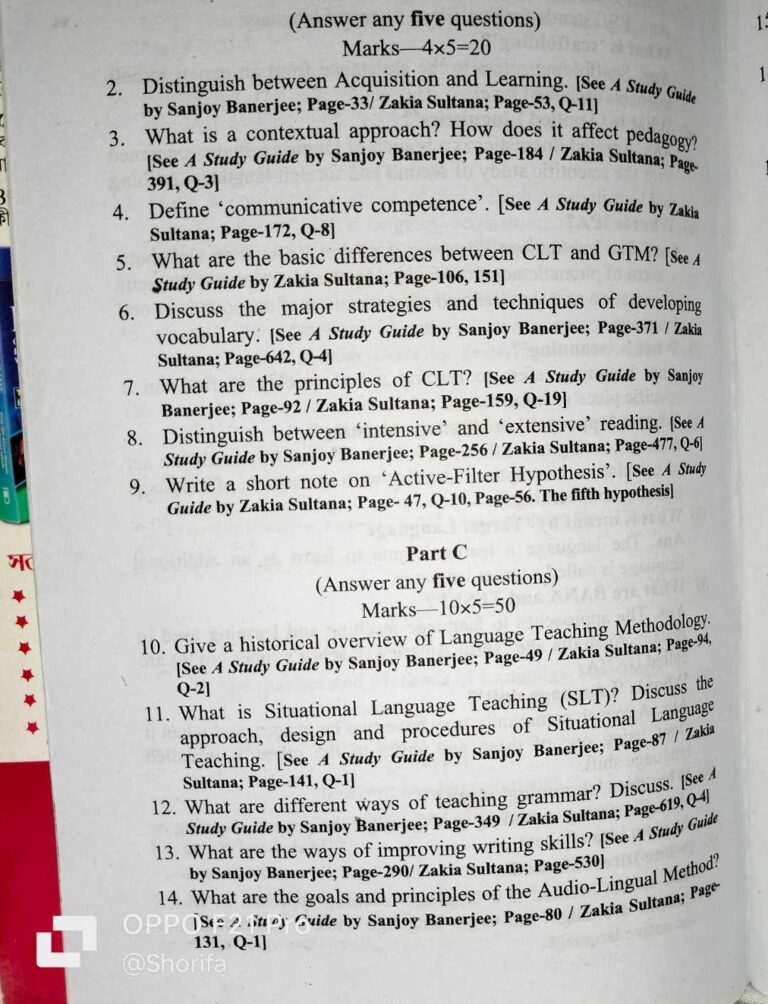 (Answer any five questions)
Marks—4×5=20
2. Distinguish between Acquisition and Learning. [See A Study Guide
by Sanjoy Banerjee; Page-33/ Zakia Sultana; Page-53, Q-11]
3. What is a contextual approach? How does it affect pedagogy?
[See A Study Guide by Sanjoy Banerjee; Page-184 / Zakia Sultana; Page-
391, Q-3]
4. Define ‘communicative competence’. [See A Study Guide by Zakia
Sultana; Page-172, Q-8]
5. What are the basic differences between CLT and GTM? [See A
Study Guide by Zakia Sultana; Page-106, 151]
6. Discuss the major strategies and techniques of developing
vocabulary. [See A Study Guide by Sanjoy Banerjee; Page-371 / Zakia
Sultana; Page-642, Q-4]
7. What are the principles of CLT? [See A Study Guide by Sanjoy
Banerjee; Page-92 / Zakia Sultana; Page-159, Q-19]
8. Distinguish between ‘intensive’ and ‘extensive’ reading. [See A
Study Guide by Sanjoy Banerjee; Page-256 / Zakia Sultana; Page-477, Q-6]
9. Write a short note on ‘Active-Filter Hypothesis’. [See A Study
Guide by Zakia Sultana; Page- 47, Q-10, Page-56. The fifth hypothesis]
Part C
(Answer any five questions)
Marks—10×5=50
10. Give a historical overview of Language Teaching Methodology.
[See A Study Guide by Sanjoy Banerjee; Page-49 / Zakia Sultana; Page-94,
Q-2]
11. What is Situational Language Teaching (SLT)? Discuss the
approach, design and procedures of Situational Language
Teaching. [See A Study Guide by Sanjoy Banerjee; Page-87 / Zakia
Sultana; Page-141, Q-1]
12. What are different ways of teaching grammar? Discuss. [See A
Study Guide by Sanjoy Banerjee; Page-349 / Zakia Sultana; Page-619, Q-4]
13. What are the ways of improving writing skills? [See A Study Guide
by Sanjoy Banerjee; Page-290/ Zakia Sultana; Page-530]
14. What are the goals and principles of the Audio-Lingual Method?
[See A Study Guide by Sanjoy Banerjee; Page-80 / Zakia Sultana; Page-
131, Q-1]
OPPO F21 Pro
@Shorifa